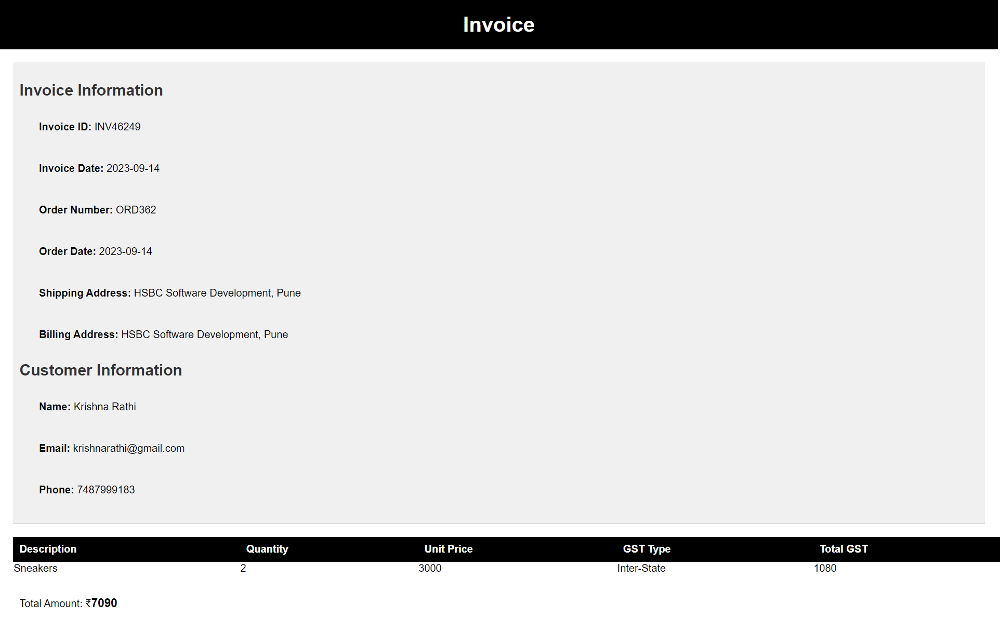 Invoice
Invoice Information
Invoice ID: INV46249
Invoice Date: 2023-09-14
Order Number: ORD362
Order Date: 2023-09-14
Shipping Address: HSBC Software Development, Pune
Billing Address: HSBC Software Development, Pune
Customer Information
Name: Krishna Rathi
Email: krishnarathi@gmail.com
Phone: 7487999183
Description Quantity Unit Price GST Type Total GST
Sneakers 2 3000 Inter-State 1080
Total Amount: ₹7090